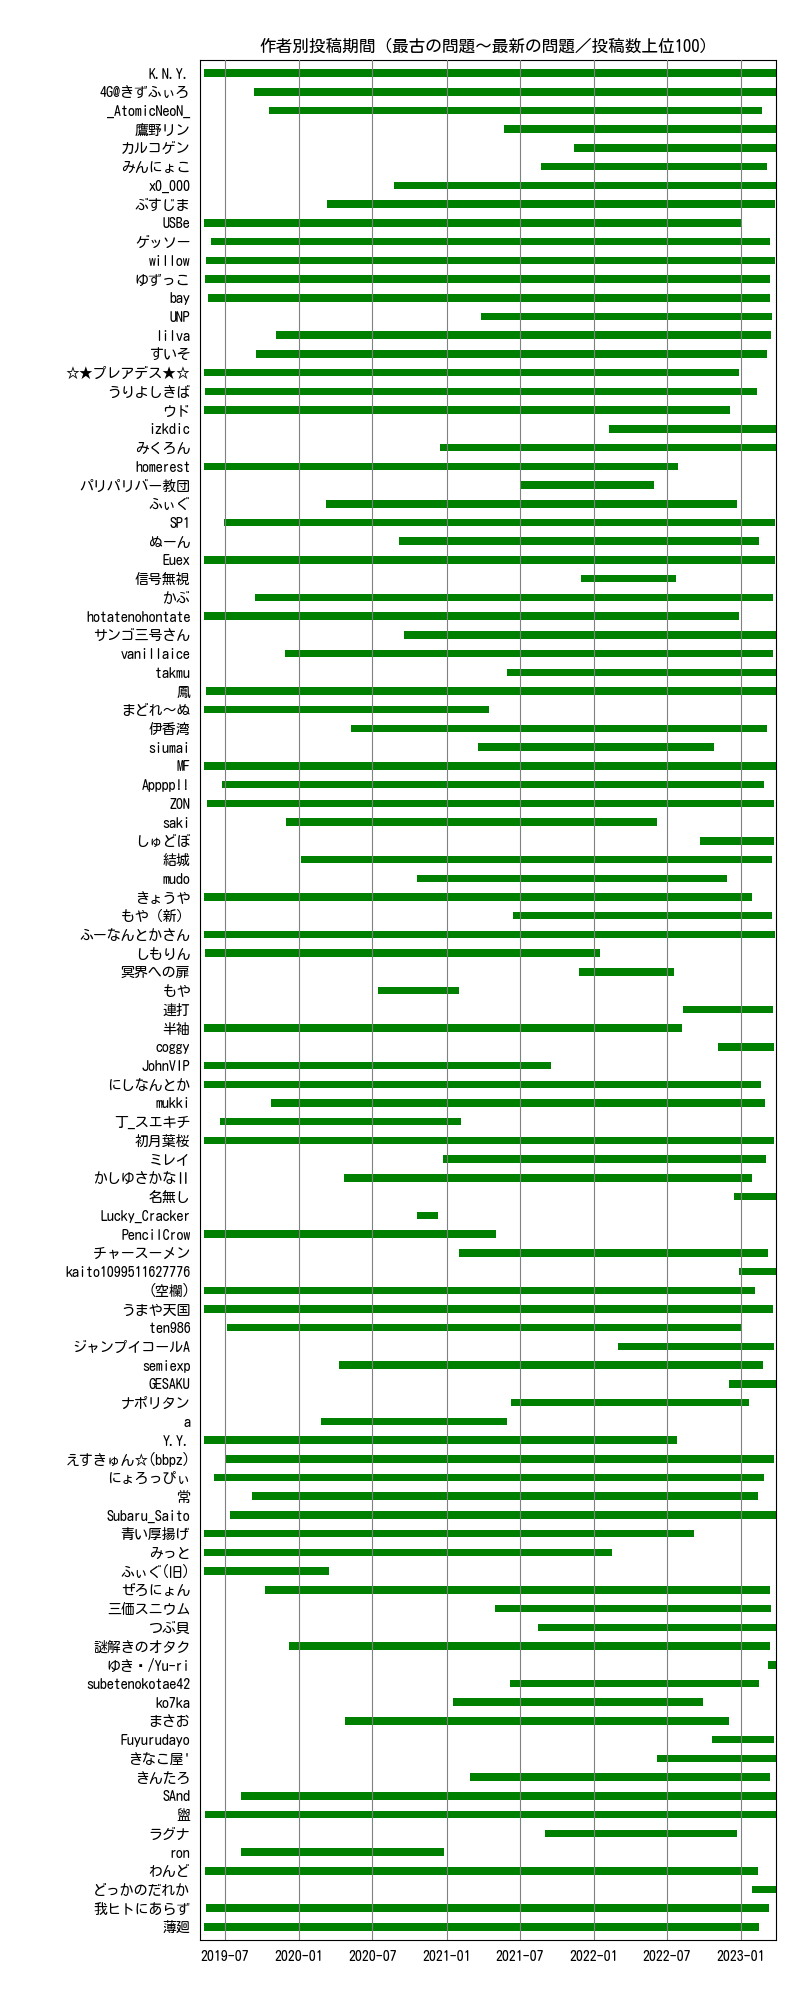 作者別投稿期間（最古の問題～最新の問題／投稿数上位100）
K.N.Y.
4G@きずふぃろ
_AtomicNeoN_
鷹野リン
カルコゲン
みんにょこ
x0_000
ぶすじま
USBe
ゲッソー
willow
ゆずっこ
bay
UNP
lilva
すいそ
☆★プレアデス★☆
うりよしきば
ウド
izkdic
みくろん
homerest
パリパリバー教団
ふぃぐ
SP1
ぬーん
Euex
信号無視
かぶ
hotatenohontate
サンゴ三号さん
vanillaice
takmu
鳳
まどれ～ぬ
伊香湾
siumai
MF
Appppll
ZON
saki
しゅどぼ
結城
mudo
きょうや
もや（新）
ふーなんとかさん
しもりん
冥界への扉
もや
連打
半袖
coggy
JohnVIP
にしなんとか
mukki
丁_スエキチ
初月葉桜
ミレイ
かしゆさかなⅡ
名無し
Lucky_Cracker
PencilCrow
チャースーメン
kaito1099511627776
(空欄)
うまや天国
ten986
ジャンプイコールA
semiexp
GESAKU
ナポリタン
a
Y.Y.
えすきゅん☆(bbpz)
にょろっぴぃ
常
Subaru_Saito
青い厚揚げ
みっと
ふぃぐ(旧)
ぜろにょん
三価スニウム
つぶ貝
謎解きのオタク
ゆき・/Yu-ri
subetenokotae42
ko7ka
まさお
Fuyurudayo
きなこ屋'
きんたろ
SAnd
盥
ラグナ
ron
わんど
どっかのだれか
我ヒトにあらず
薄廻
2019-07 2020-01 2020-07 2021-01 2021-07 2022-01 2022-07 2023-01